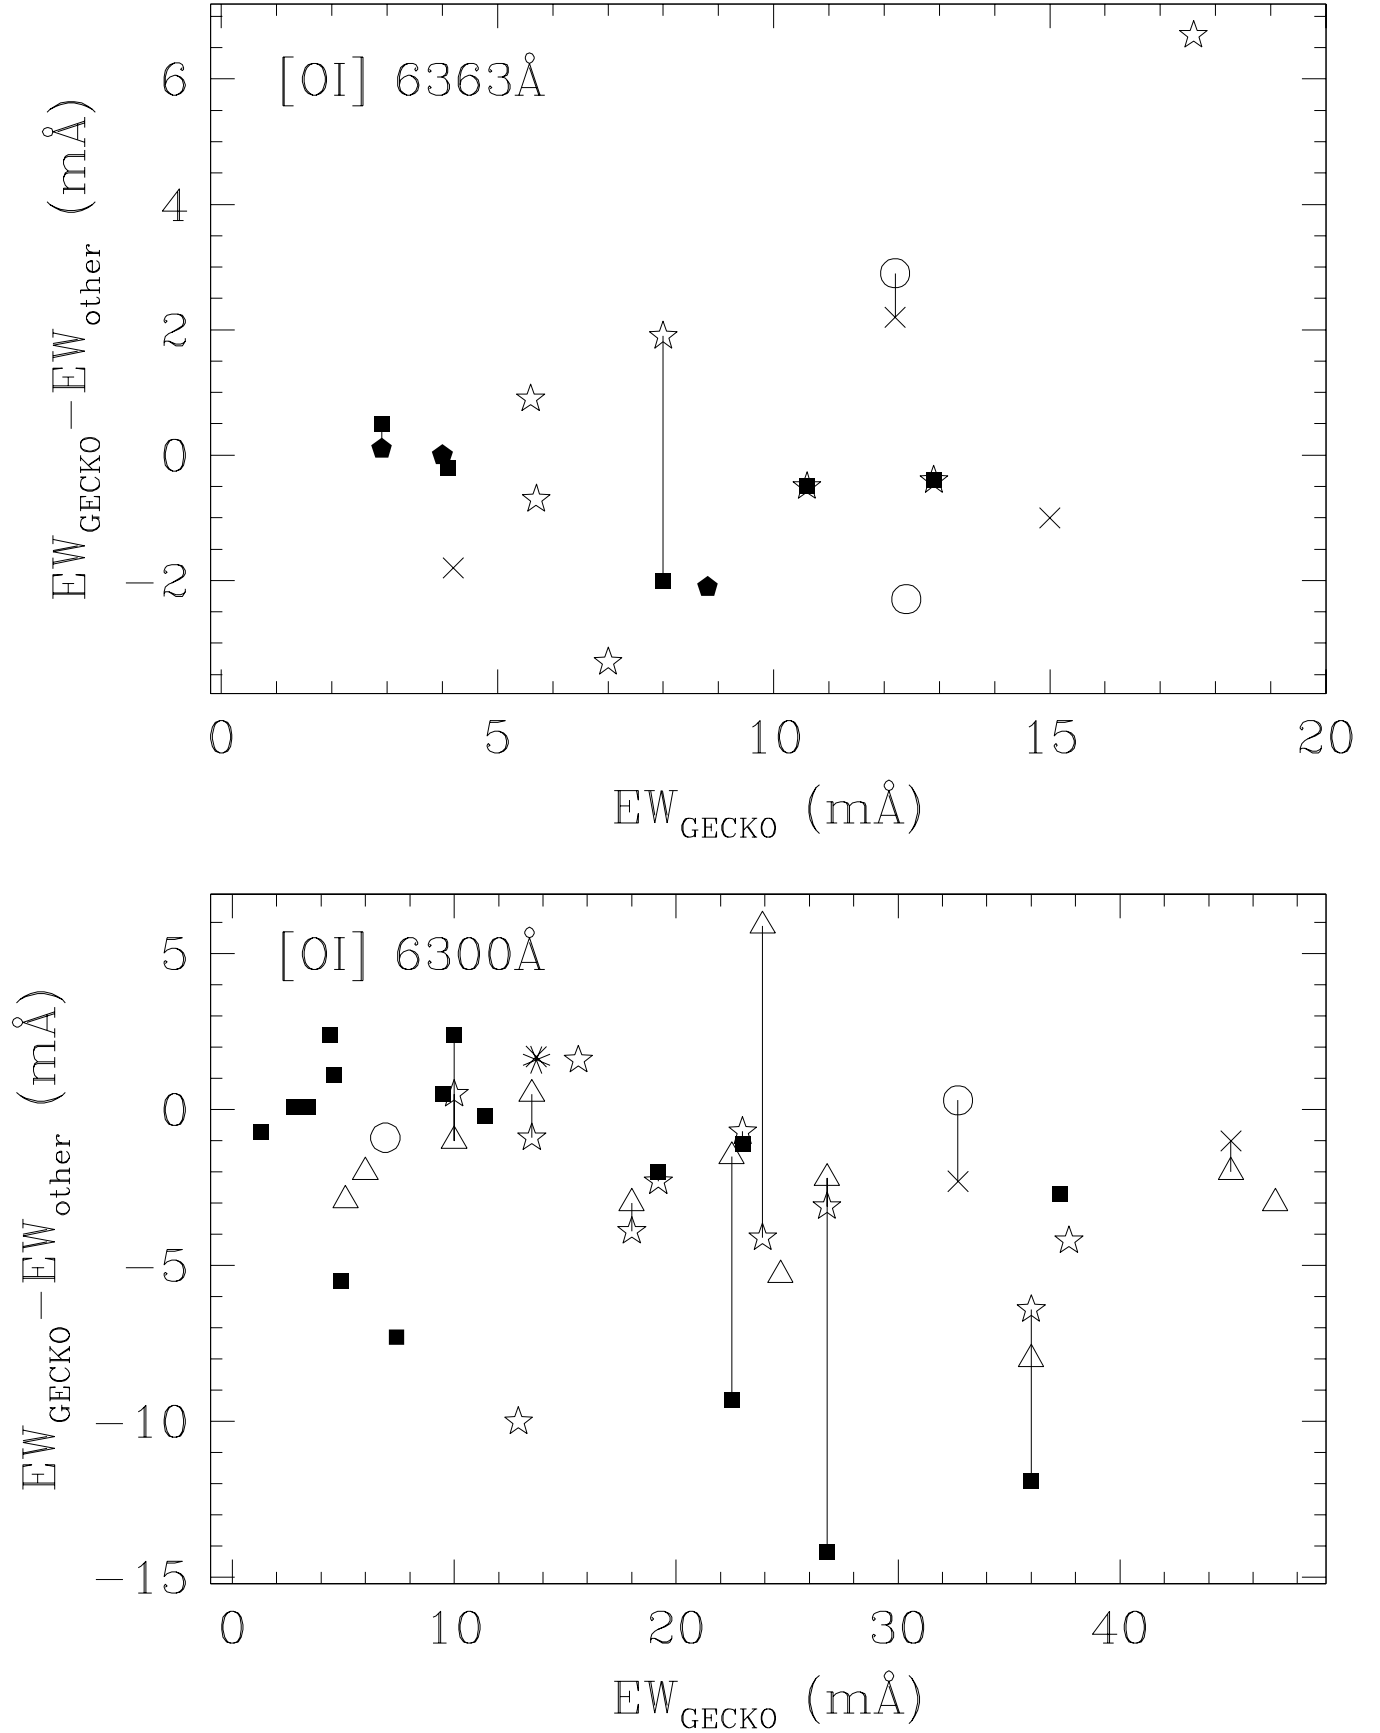 [OI] 6363Å
6
4
2
0
−2
EW_GECKO−EW_other (mÅ)
0 5 10 15 20
EW_GECKO (mÅ)
[OI] 6300Å
5
0
−5
−10
−15
EW_GECKO−EW_other (mÅ)
0 10 20 30 40
EW_GECKO (mÅ)